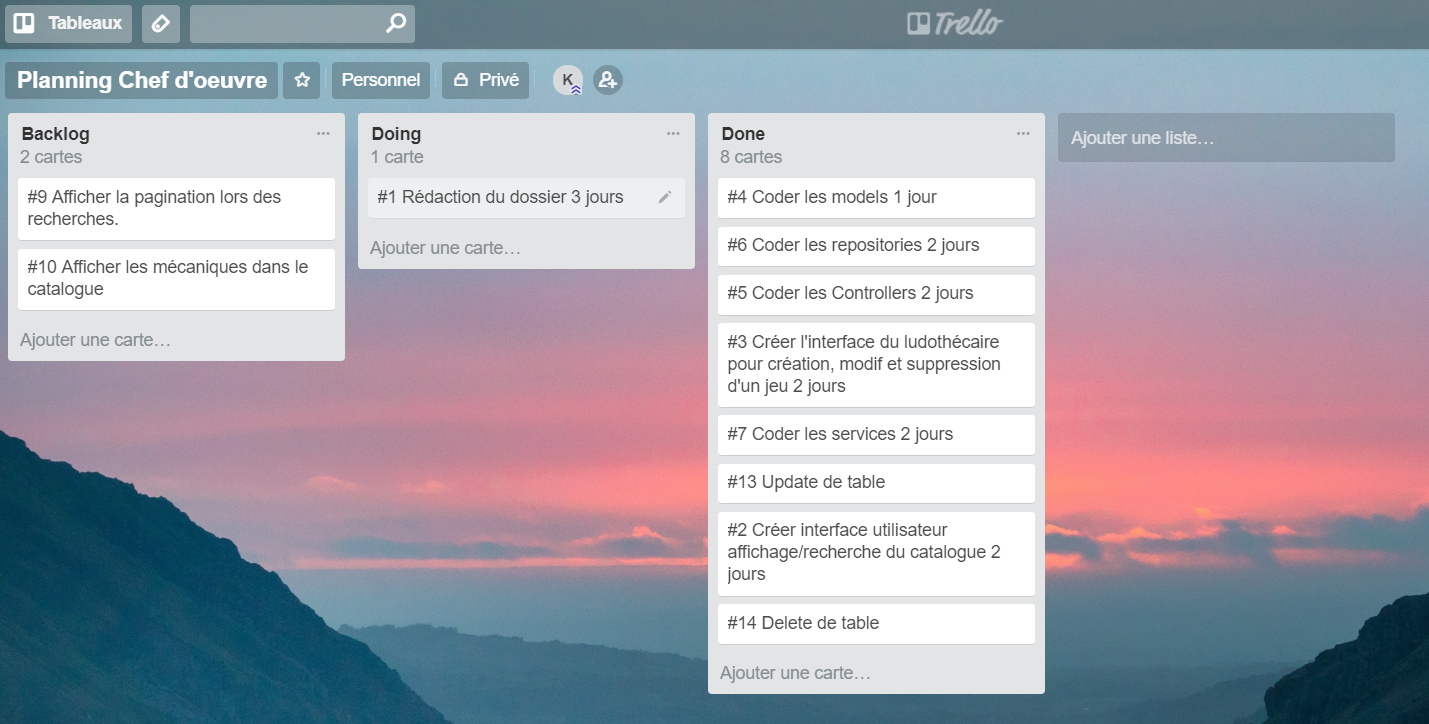 Tableaux
Trello
Planning Chef d'oeuvre
Personnel
Privé
K
Backlog
2 cartes
#9 Afficher la pagination lors des
recherches.
#10 Afficher les mécaniques dans le
catalogue
Ajouter une carte…
Doing
1 carte
#1 Rédaction du dossier 3 jours
Ajouter une carte…
Done
8 cartes
#4 Coder les models 1 jour
#6 Coder les repositories 2 jours
#5 Coder les Controllers 2 jours
#3 Créer l'interface du ludothécaire
pour création, modif et suppression
d'un jeu 2 jours
#7 Coder les services 2 jours
#13 Update de table
#2 Créer interface utilisateur
affichage/recherche du catalogue 2
jours
#14 Delete de table
Ajouter une carte…
Ajouter une liste…